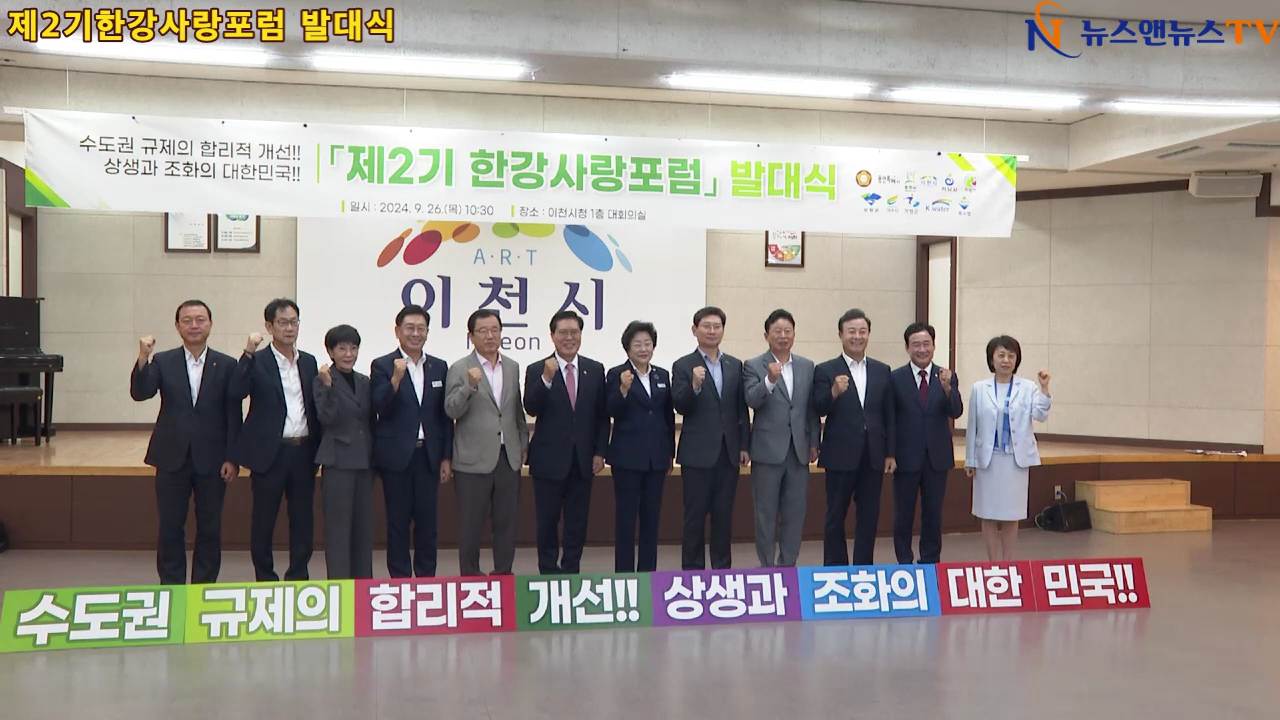 제2기한강사랑포럼 발대식
뉴스앤뉴스TV
수도권 규제의 합리적 개선!!
상생과 조화의 대한민국!!
「제2기 한강사랑포럼」 발대식
일시 : 2024. 9. 26.(목) 10:30
장소 : 이천시청 1층 대회의실
이천시
K water
A·R·T
이천시
수도권 규제의 합리적 개선!! 상생과 조화의 대한 민국!!